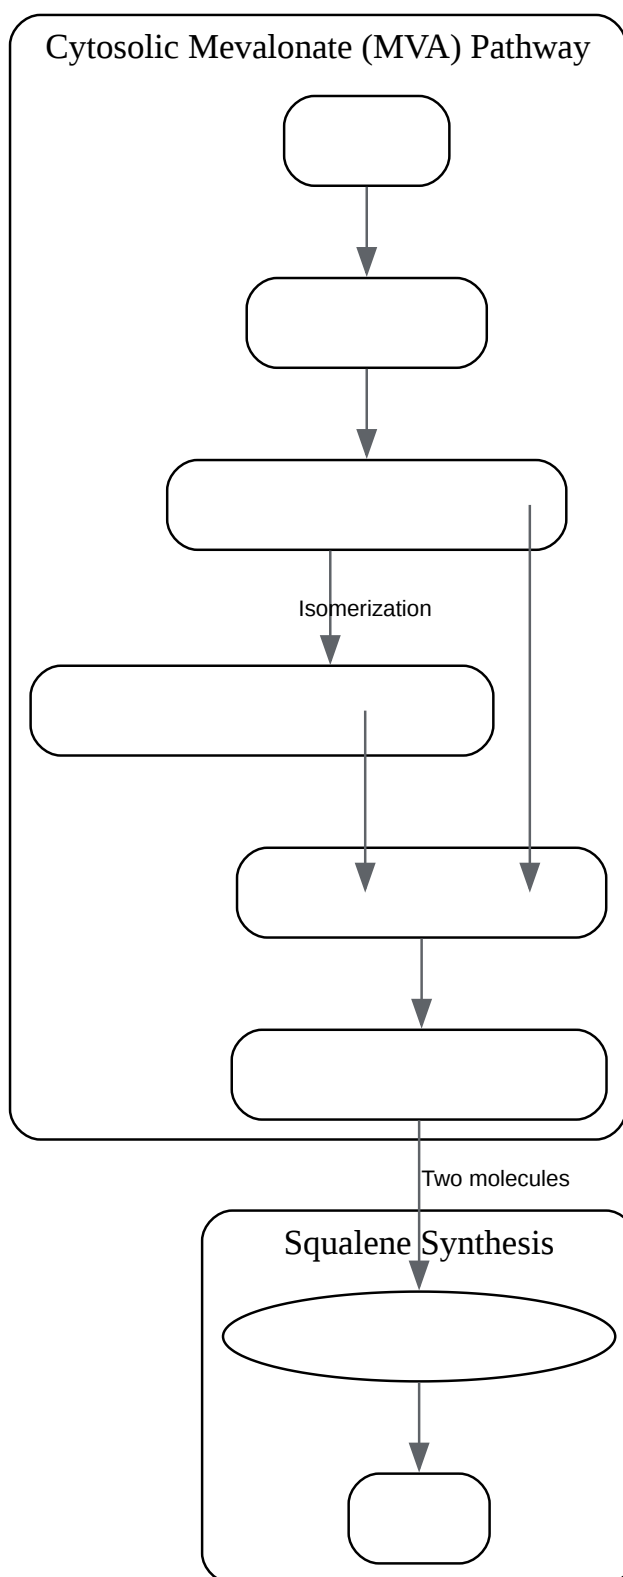 Cytosolic Mevalonate (MVA) Pathway
Isomerization
Two molecules
Squalene Synthesis